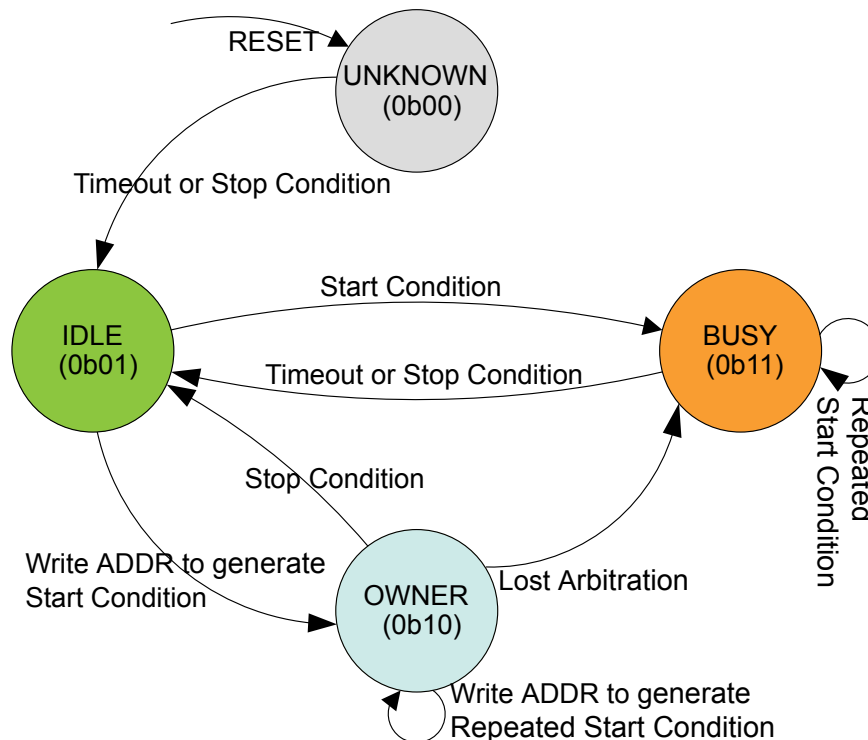 RESET
UNKNOWN
(0b00)
Timeout or Stop Condition
Start Condition
IDLE
(0b01)
BUSY
(0b11)
Timeout or Stop Condition
Repeated
Start Condition
Stop Condition
Write ADDR to generate
Start Condition
Lost Arbitration
OWNER
(0b10)
Write ADDR to generate
Repeated Start Condition